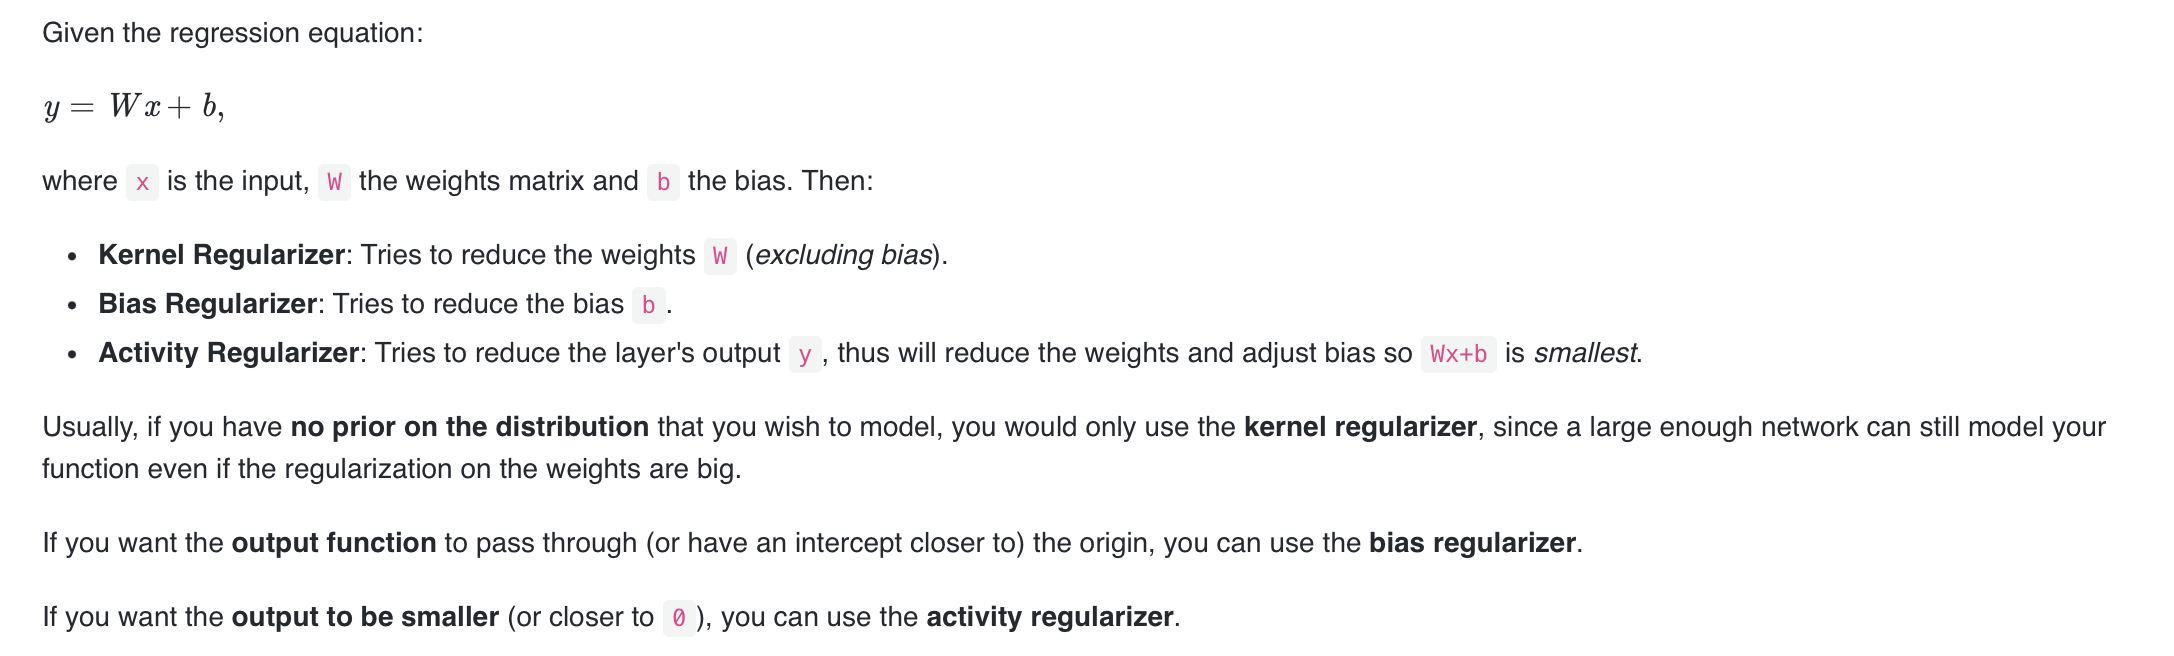 Given the regression equation:
y = Wx + b,
where x is the input, W the weights matrix and b the bias. Then:
• Kernel Regularizer: Tries to reduce the weights W (excluding bias).
• Bias Regularizer: Tries to reduce the bias b.
• Activity Regularizer: Tries to reduce the layer's output y, thus will reduce the weights and adjust bias so Wx+b is smallest.
Usually, if you have no prior on the distribution that you wish to model, you would only use the kernel regularizer, since a large enough network can still model your
function even if the regularization on the weights are big.
If you want the output function to pass through (or have an intercept closer to) the origin, you can use the bias regularizer.
If you want the output to be smaller (or closer to 0), you can use the activity regularizer.